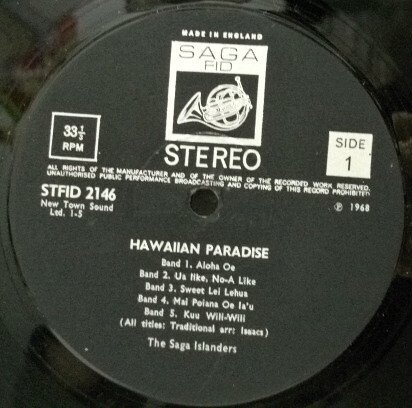 MADE IN ENGLAND
SAGA
FID
33⅓
RPM
STEREO
SIDE
1
ALL RIGHTS OF THE MANUFACTURER AND OF THE OWNER OF THE RECORDED WORK RESERVED.
UNAUTHORISED PUBLIC PERFORMANCE BROADCASTING AND COPYING OF THIS RECORD PROHIBITED
STFID 2146
New Town Sound
Ltd. 1-5
℗ 1968
HAWAIIAN PARADISE
Band 1. Aloha Oe
Band 2. Ua like, No-A Like
Band 3. Sweet Lei Lehua
Band 4. Mai Poiana Oe Ia'u
Band 5. Kuu Will-Will
(All titles: Traditional arr: Isaacs)
The Saga Islanders